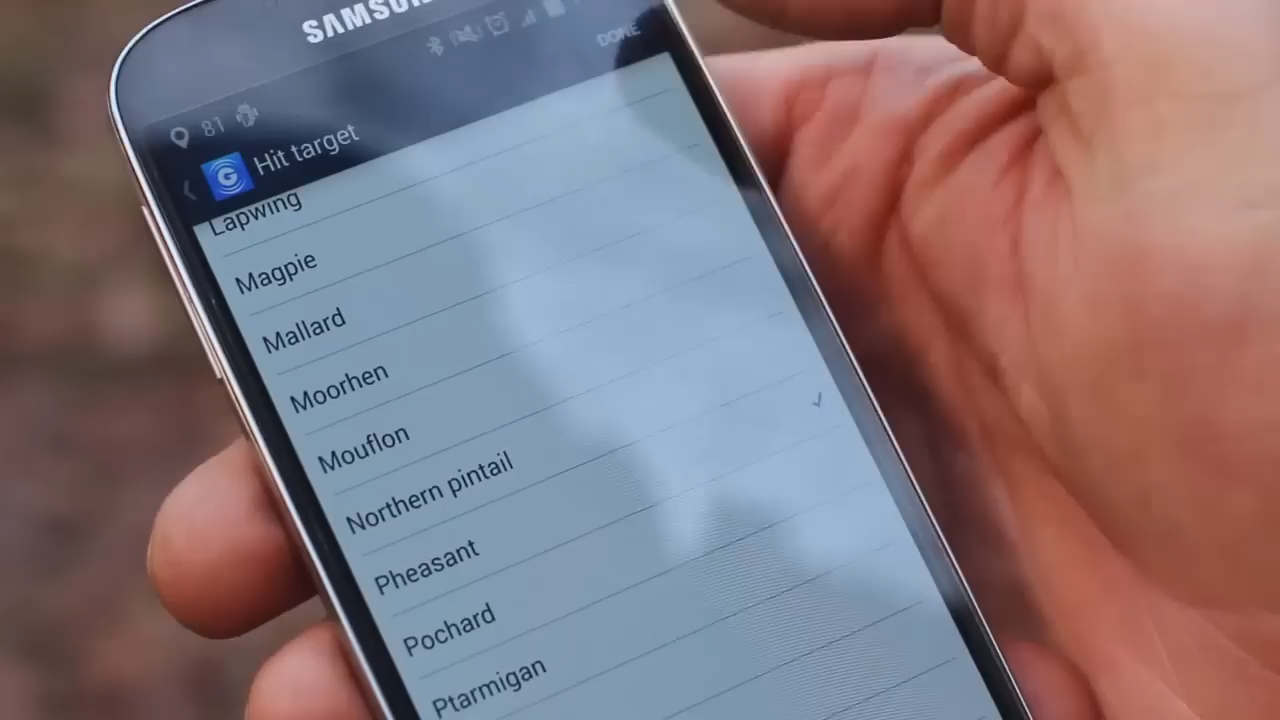 SAMSUNG
81
DONE
Hit target
Lapwing
Magpie
Mallard
Moorhen
Mouflon
Northern pintail
Pheasant
Pochard
Ptarmigan